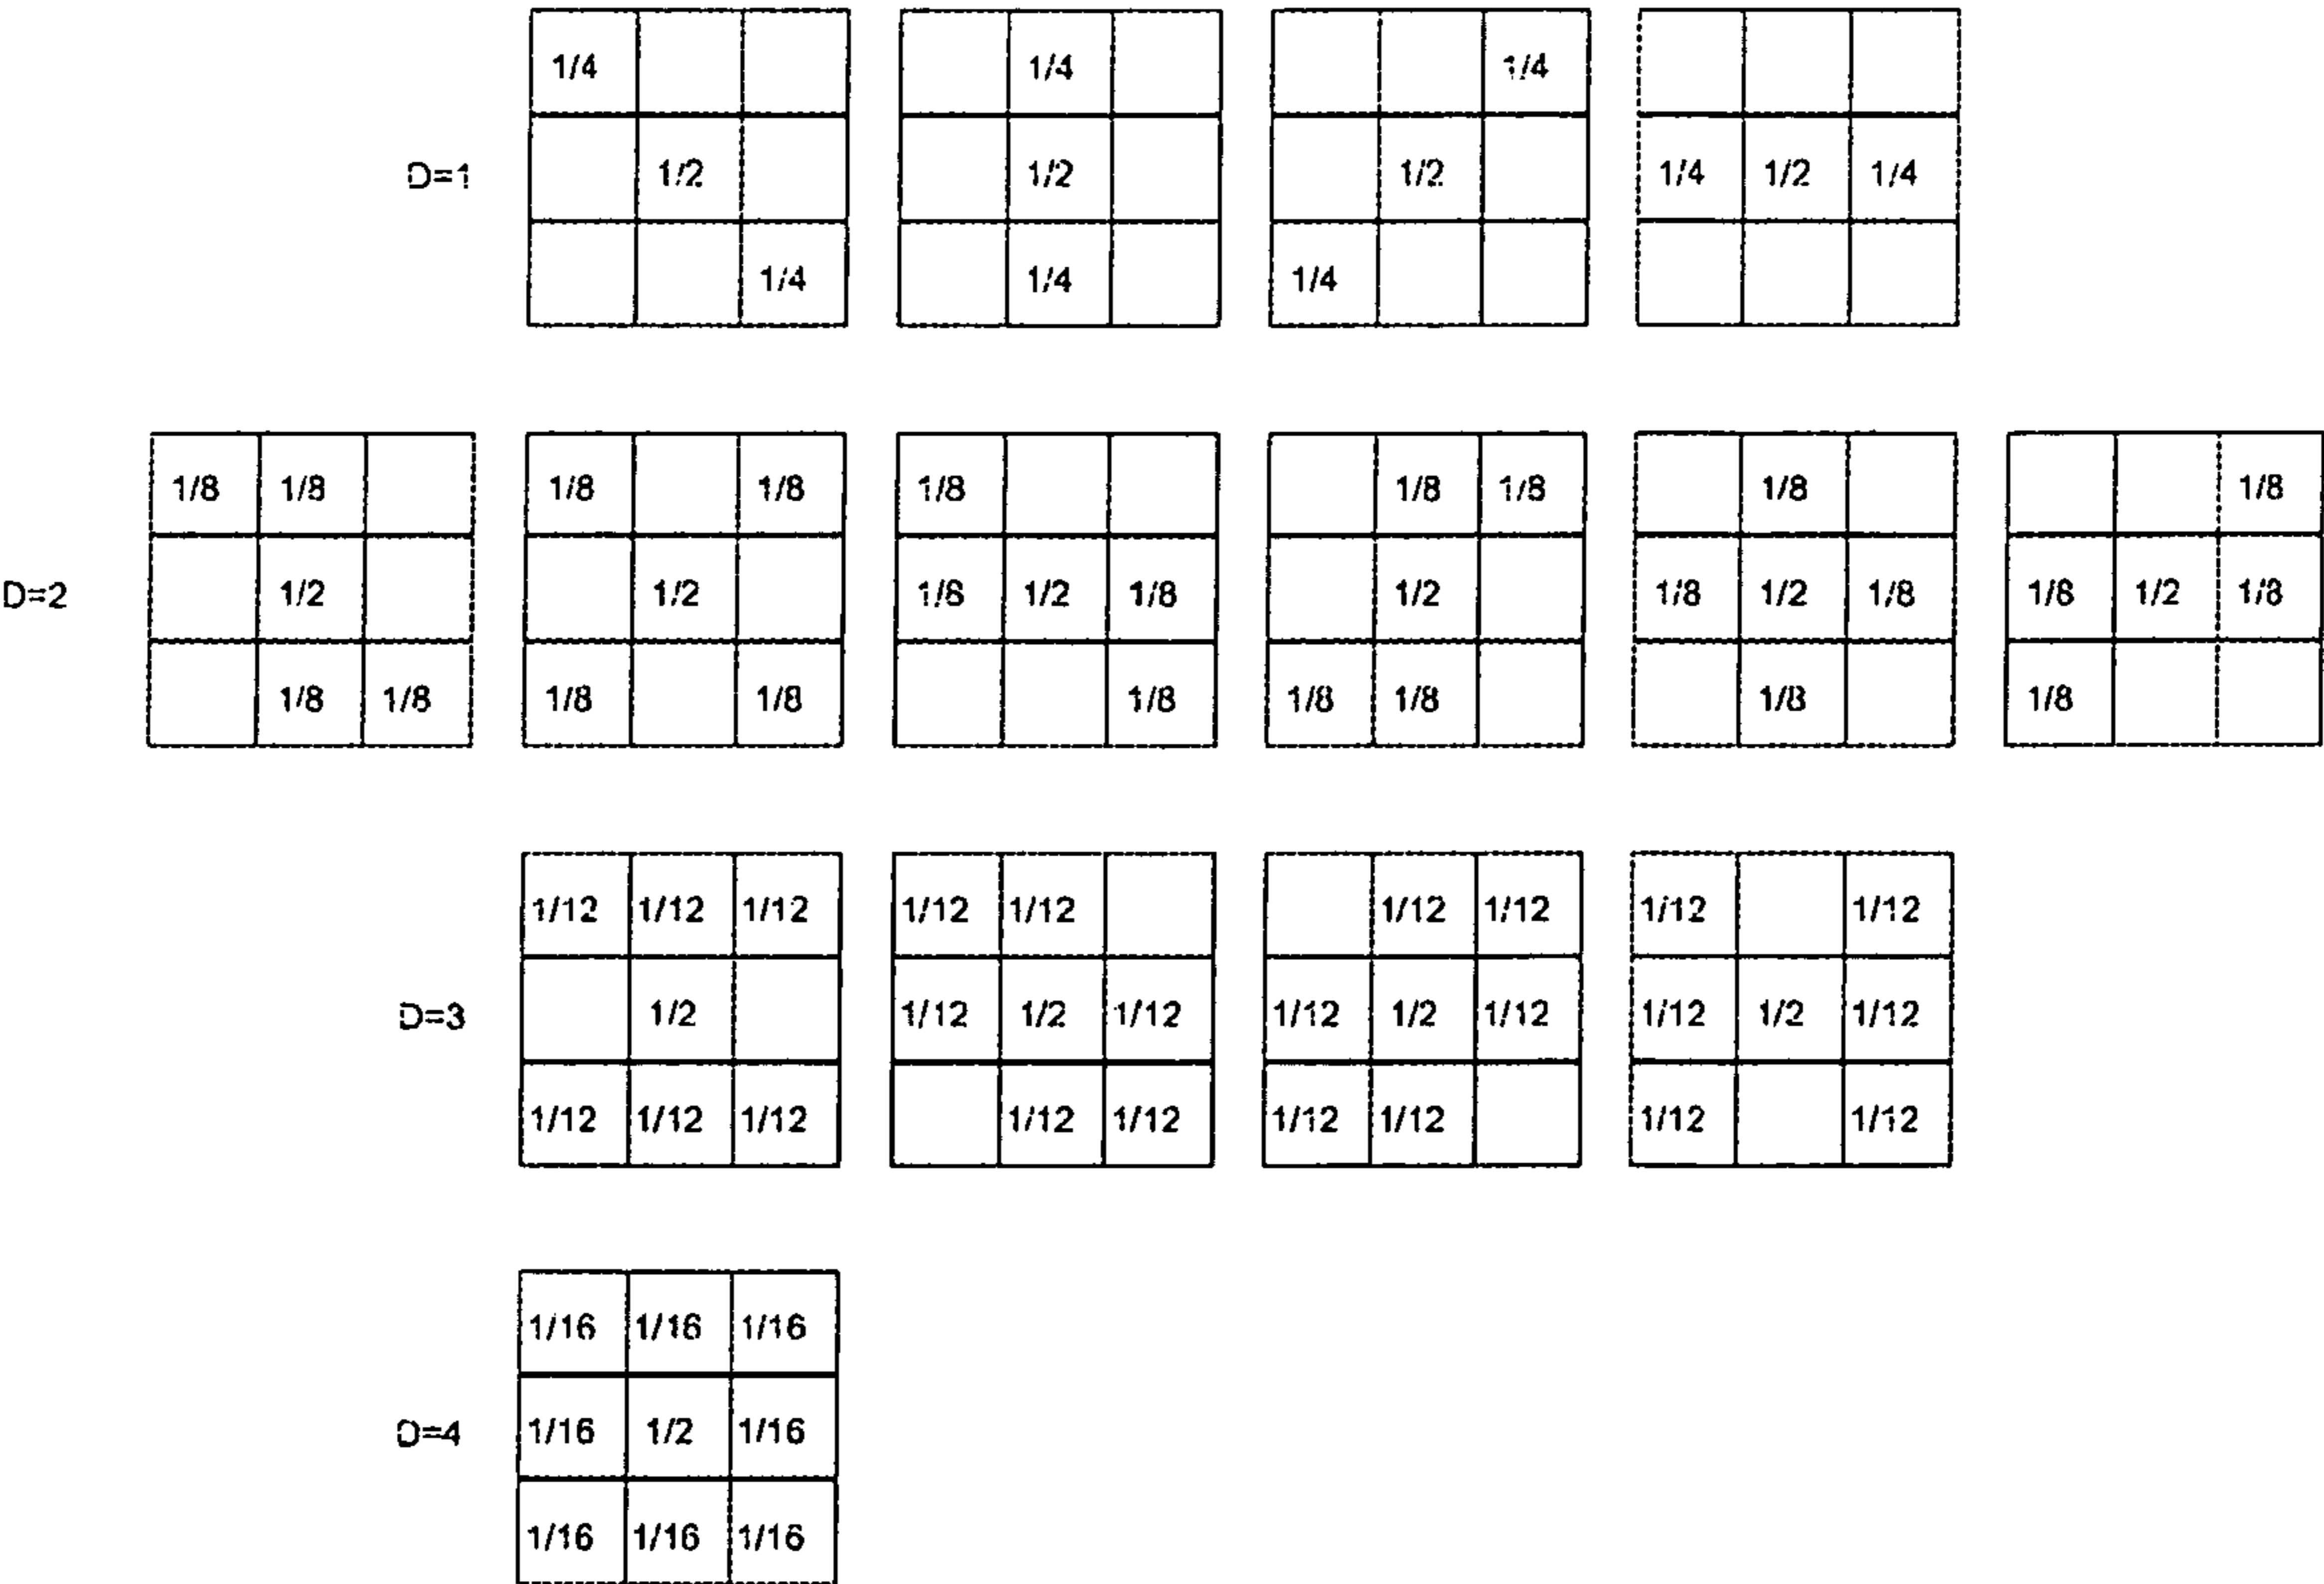 1/4 1/4 1/4
D=1 1/2 1/2 1/2 1/4 1/2 1/4
1/4 1/4 1/4
1/8 1/8 1/8 1/8 1/8 1/8 1/8 1/8 1/8
D=2 1/2 1/2 1/8 1/2 1/8 1/2 1/8 1/2 1/8 1/8 1/2 1/8
1/8 1/8 1/8 1/8 1/8 1/8 1/8 1/8 1/8
1/12 1/12 1/12 1/12 1/12 1/12 1/12 1/12 1/12
D=3 1/2 1/12 1/2 1/12 1/12 1/2 1/12 1/12 1/2 1/12
1/12 1/12 1/12 1/12 1/12 1/12 1/12 1/12 1/12
1/16 1/16 1/16
D=4 1/16 1/2 1/16
1/16 1/16 1/16